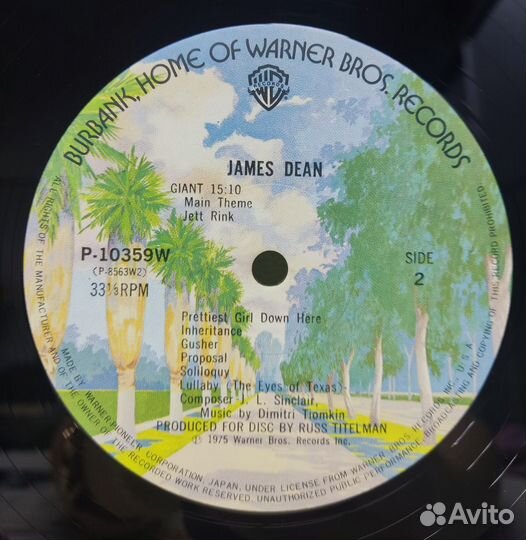 BURBANK, HOME OF WARNER BROS. RECORDS
WB
RECORDS
JAMES DEAN
GIANT 15:10
Main Theme
Jett Rink
P-10359W
(P-8563W2)
33⅓RPM
SIDE
2
Prettiest Girl Down Here
Inheritance
Gusher
Proposal
Soliloquy
Lullaby (The Eyes of Texas)-
Composer J. L. Sinclair,
Music by Dimitri Tiomkin
PRODUCED FOR DISC BY RUSS TITELMAN
℗ 1975 Warner Bros. Records Inc.
MADE BY WARNER-PIONEER CORPORATION, JAPAN, UNDER LICENSE FROM WARNER BROS. RECORDS INC., U.S.A.
ALL RIGHTS OF THE MANUFACTURER AND OF THE OWNER OF THE RECORDED WORK RESERVED. UNAUTHORIZED PUBLIC PERFORMANCE, BROADCASTING AND COPYING OF THIS RECORD PROHIBITED.
Avito